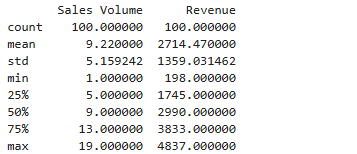 Sales Volume Revenue
count 100.000000 100.000000
mean 9.220000 2714.470000
std 5.159242 1359.031462
min 1.000000 198.000000
25% 5.000000 1745.000000
50% 9.000000 2990.000000
75% 13.000000 3833.000000
max 19.000000 4837.000000